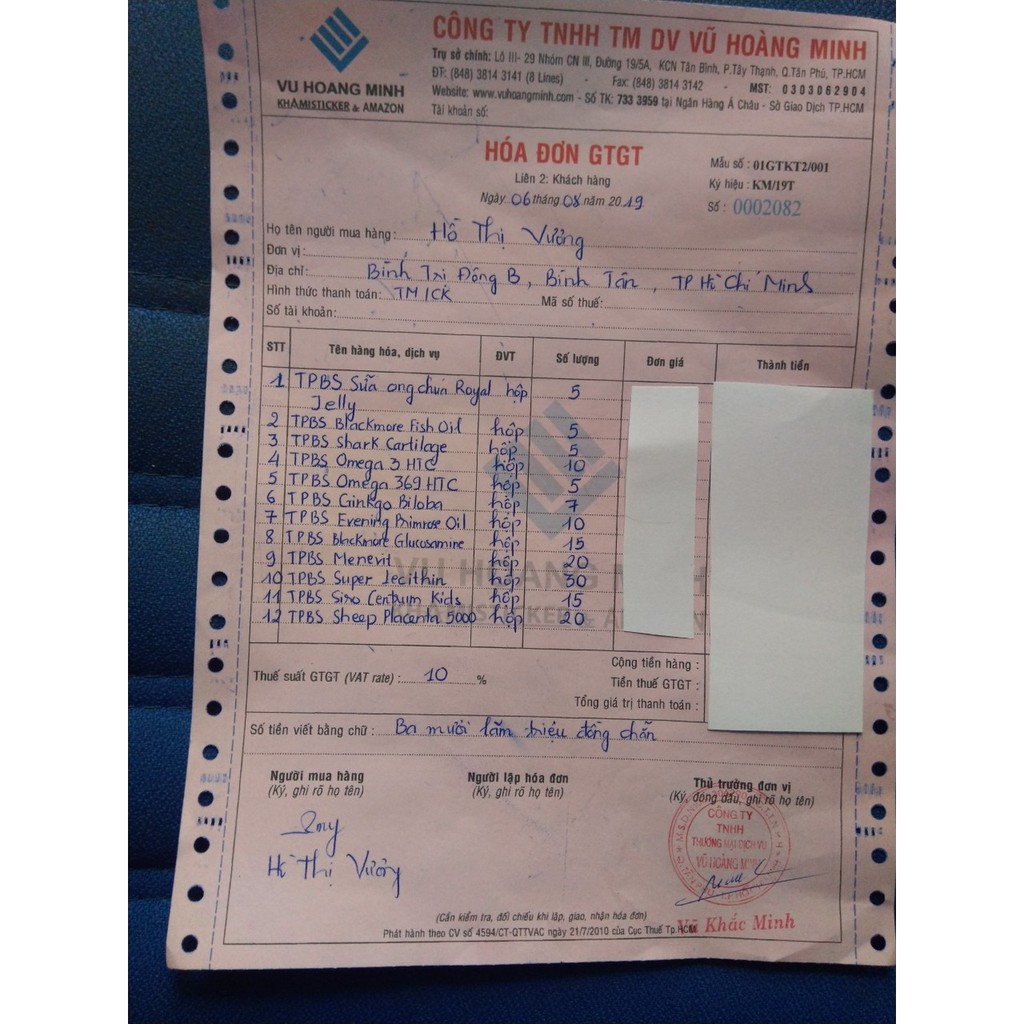 CÔNG TY TNHH TM DV VŨ HOÀNG MINH
Trụ sở chính: Lô III- 29 Nhóm CN III, Đường 19/5A, KCN Tân Bình, P.Tây Thạnh, Q.Tân Phú, TP.HCM
ĐT: (848) 3814 3141 (8 Lines) - Fax: (848) 3814 3142 - MST: 0303062904
Website: www.vuhoangminh.com - Số TK: 733 3959 tại Ngân Hàng Á Châu - Sở Giao Dịch TP.HCM
Tài khoản số:
VU HOANG MINH
KHAMISTICKER & AMAZON
HÓA ĐƠN GTGT
Liên 2: Khách hàng
Ngày 06 tháng 08 năm 2019
Mẫu số : 01GTKT2/001
Ký hiệu : KM/19T
Số : 0002082
Họ tên người mua hàng: Hồ Thị Vường
Đơn vị:
Địa chỉ: Bình Trị Đông B, Bình Tân, TP Hồ Chí Minh
Hình thức thanh toán: TM/CK Mã số thuế:
Số tài khoản:
STT Tên hàng hóa, dịch vụ ĐVT Số lượng Đơn giá Thành tiền
1 TPBS Sữa ong chúa Royal hộp 5
Jelly
2 TPBS Blackmore Fish Oil hộp 5
3 TPBS Shark Cartilage hộp 5
4 TPBS Omega 3 HTC hộp 10
5 TPBS Omega 369 HTC hộp 5
6 TPBS Ginkgo Biloba hộp 7
7 TPBS Evening Primrose Oil hộp 10
8 TPBS Blackmore Glucosamine hộp 15
9 TPBS Menevit hộp 20
10 TPBS Super Lecithin hộp 30
11 TPBS Siro Centrum Kids hộp 15
12 TPBS Sheep Placenta 5000 hộp 20
Cộng tiền hàng :
Thuế suất GTGT (VAT rate) : 10 %
Tiền thuế GTGT :
Tổng giá trị thanh toán :
Số tiền viết bằng chữ : Ba mươi lăm triệu đồng chẵn
Người mua hàng Người lập hóa đơn Thủ trưởng đơn vị
(Ký, ghi rõ họ tên) (Ký, ghi rõ họ tên) (Ký, đóng dấu, ghi rõ họ tên)
CÔNG TY
TNHH
THƯƠNG MẠI DỊCH VỤ
VŨ HOÀNG MINH
Hồ Thị Vường
Vũ Khắc Minh
(Cần kiểm tra, đối chiếu khi lập, giao, nhận hóa đơn)
Phát hành theo CV số 4594/CT-QTTVAC ngày 21/7/2010 của Cục Thuế Tp.HCM